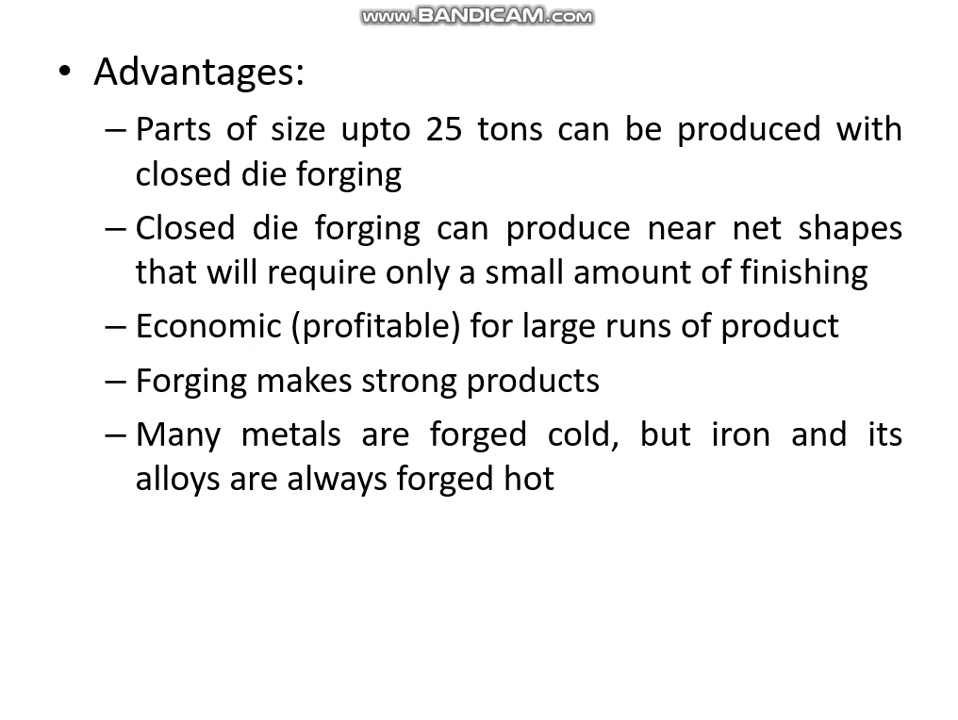 www.BANDICAM.com
• Advantages:
– Parts of size upto 25 tons can be produced with
closed die forging
– Closed die forging can produce near net shapes
that will require only a small amount of finishing
– Economic (profitable) for large runs of product
– Forging makes strong products
– Many metals are forged cold, but iron and its
alloys are always forged hot